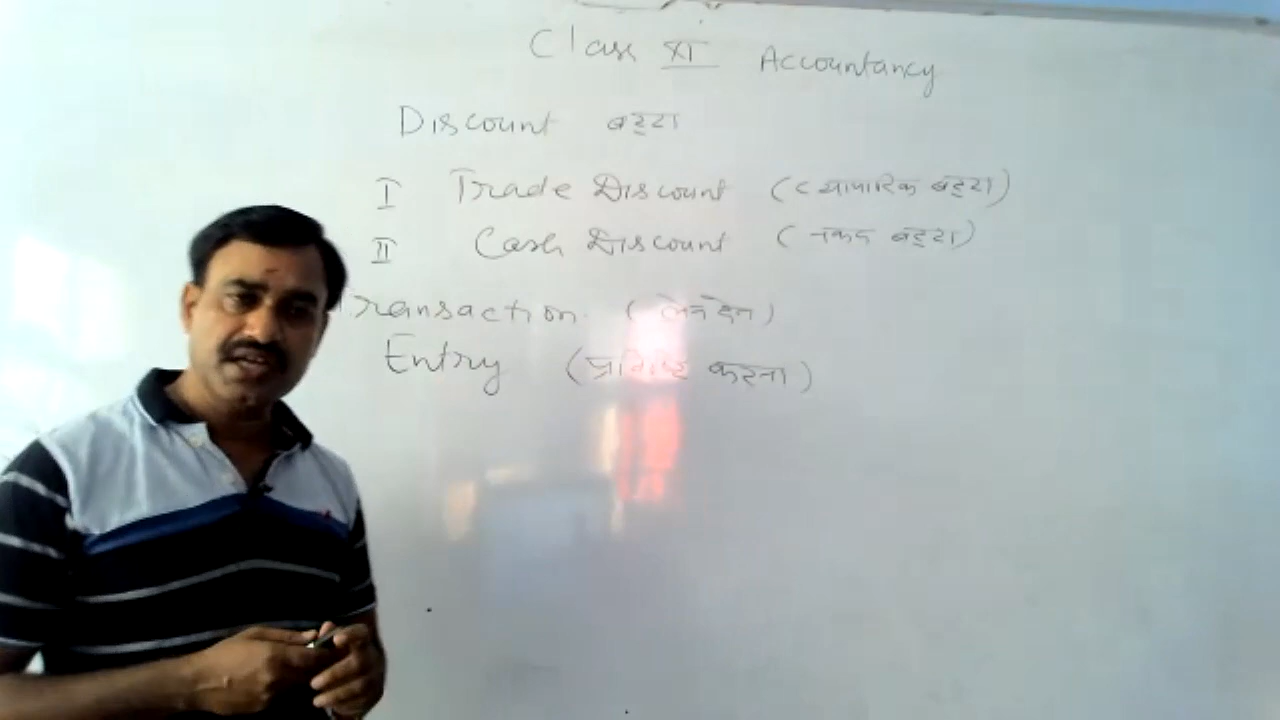 Class XI Accountancy
Discount बट्टा
I Trade Discount (व्यापारिक बट्टा)
II Cash Discount (नकद बट्टा)
Transaction (लेनदेन)
Entry (प्रविष्ट करना)